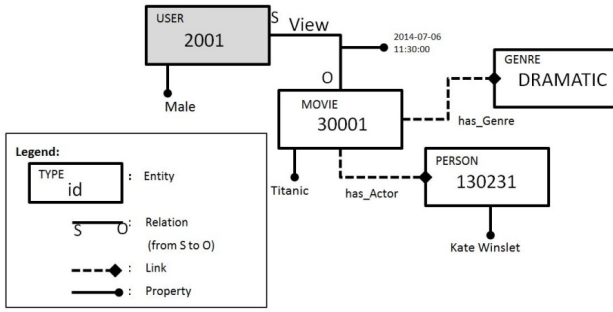 USER
2001
S
View
2014-07-06
11:30:00
Male
O
MOVIE
30001
has_Genre
GENRE
DRAMATIC
Titanic
has_Actor
PERSON
130231
Kate Winslet
Legend:
TYPE
id
: Entity
S O : Relation
(from S to O)
: Link
: Property